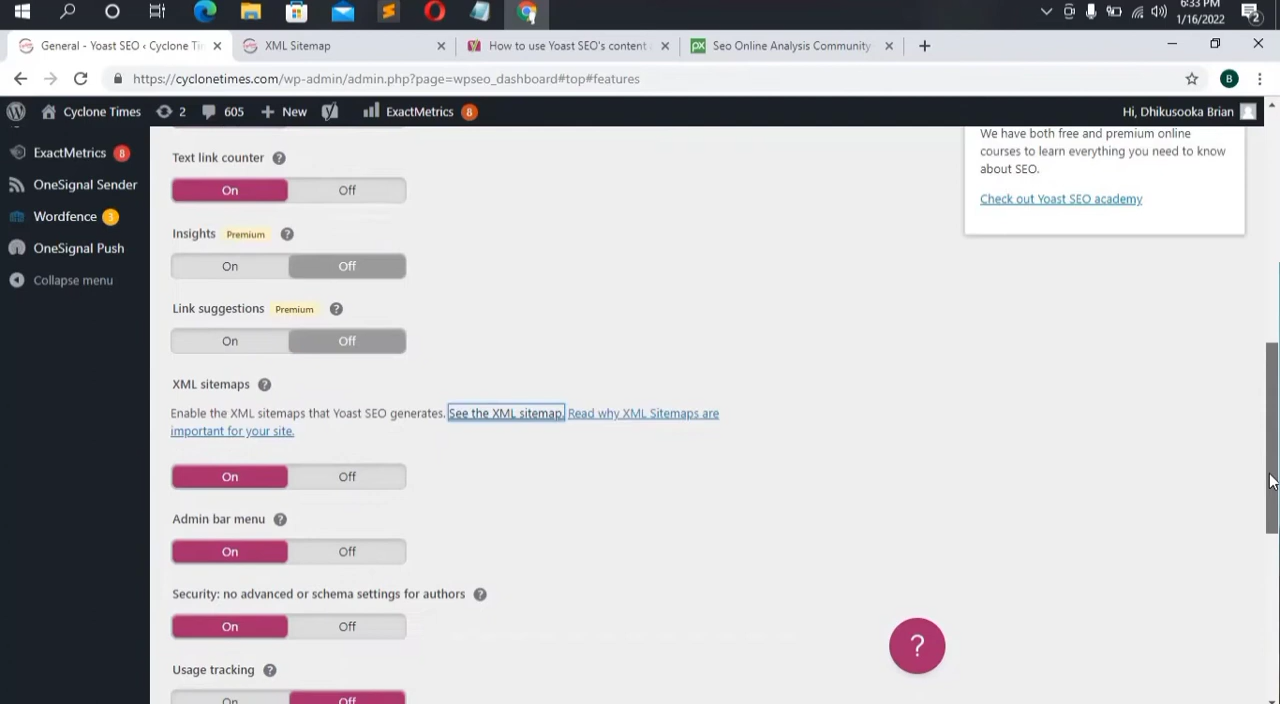 6:33 PM
1/16/2022
2
General - Yoast SEO ‹ Cyclone Ti
XML Sitemap
How to use Yoast SEO's content
Seo Online Analysis Community
https://cyclonetimes.com/wp-admin/admin.php?page=wpseo_dashboard#top#features
B
Cyclone Times
2
605
New
ExactMetrics 8
Hi, Dhikusooka Brian
ExactMetrics 8
OneSignal Sender
Wordfence 3
OneSignal Push
Collapse menu
Text link counter ?
On Off
Insights Premium ?
On Off
Link suggestions Premium ?
On Off
XML sitemaps ?
Enable the XML sitemaps that Yoast SEO generates. See the XML sitemap. Read why XML Sitemaps are
important for your site.
On Off
Admin bar menu ?
On Off
Security: no advanced or schema settings for authors ?
On Off
Usage tracking ?
On Off
We have both free and premium online
courses to learn everything you need to know
about SEO.
Check out Yoast SEO academy
?